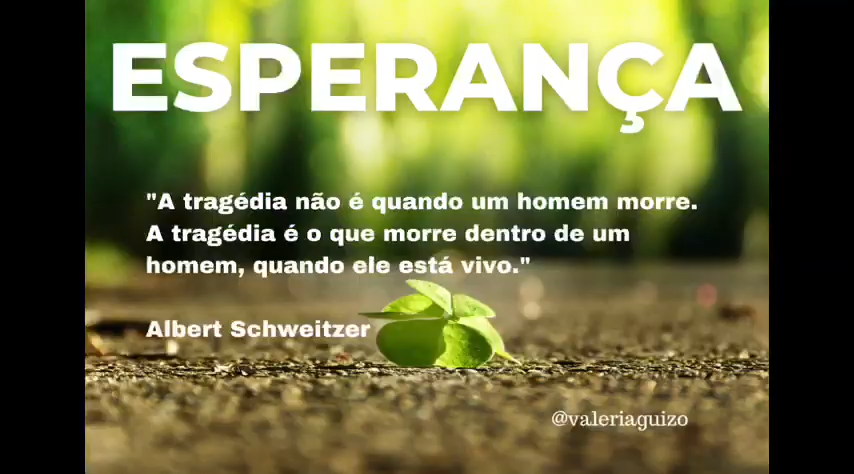 ESPERANÇA
"A tragédia não é quando um homem morre.
A tragédia é o que morre dentro de um
homem, quando ele está vivo."
Albert Schweitzer
@valeriaguizo